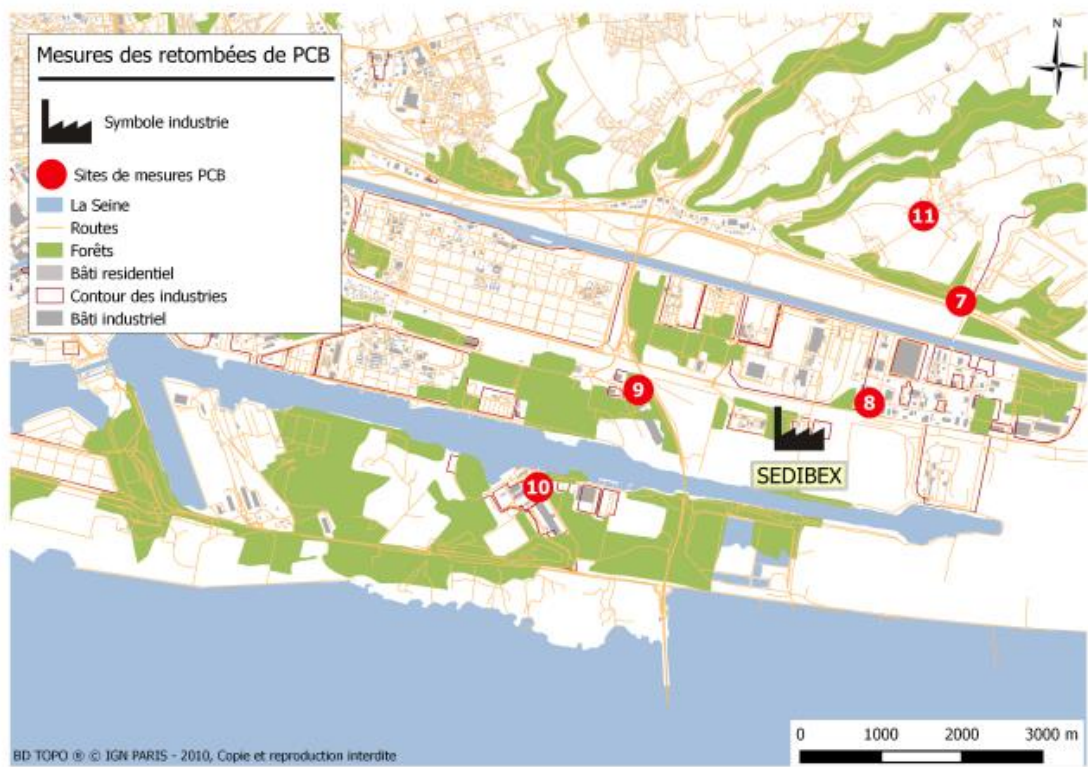 Mesures des retombées de PCB
Symbole industrie
Sites de mesures PCB
La Seine
Routes
Forêts
Bâti residentiel
Contour des industries
Bâti industriel
N
11
7
9
8
SEDIBEX
10
0 1000 2000 3000 m
BD TOPO ® © IGN PARIS - 2010, Copie et reproduction interdite